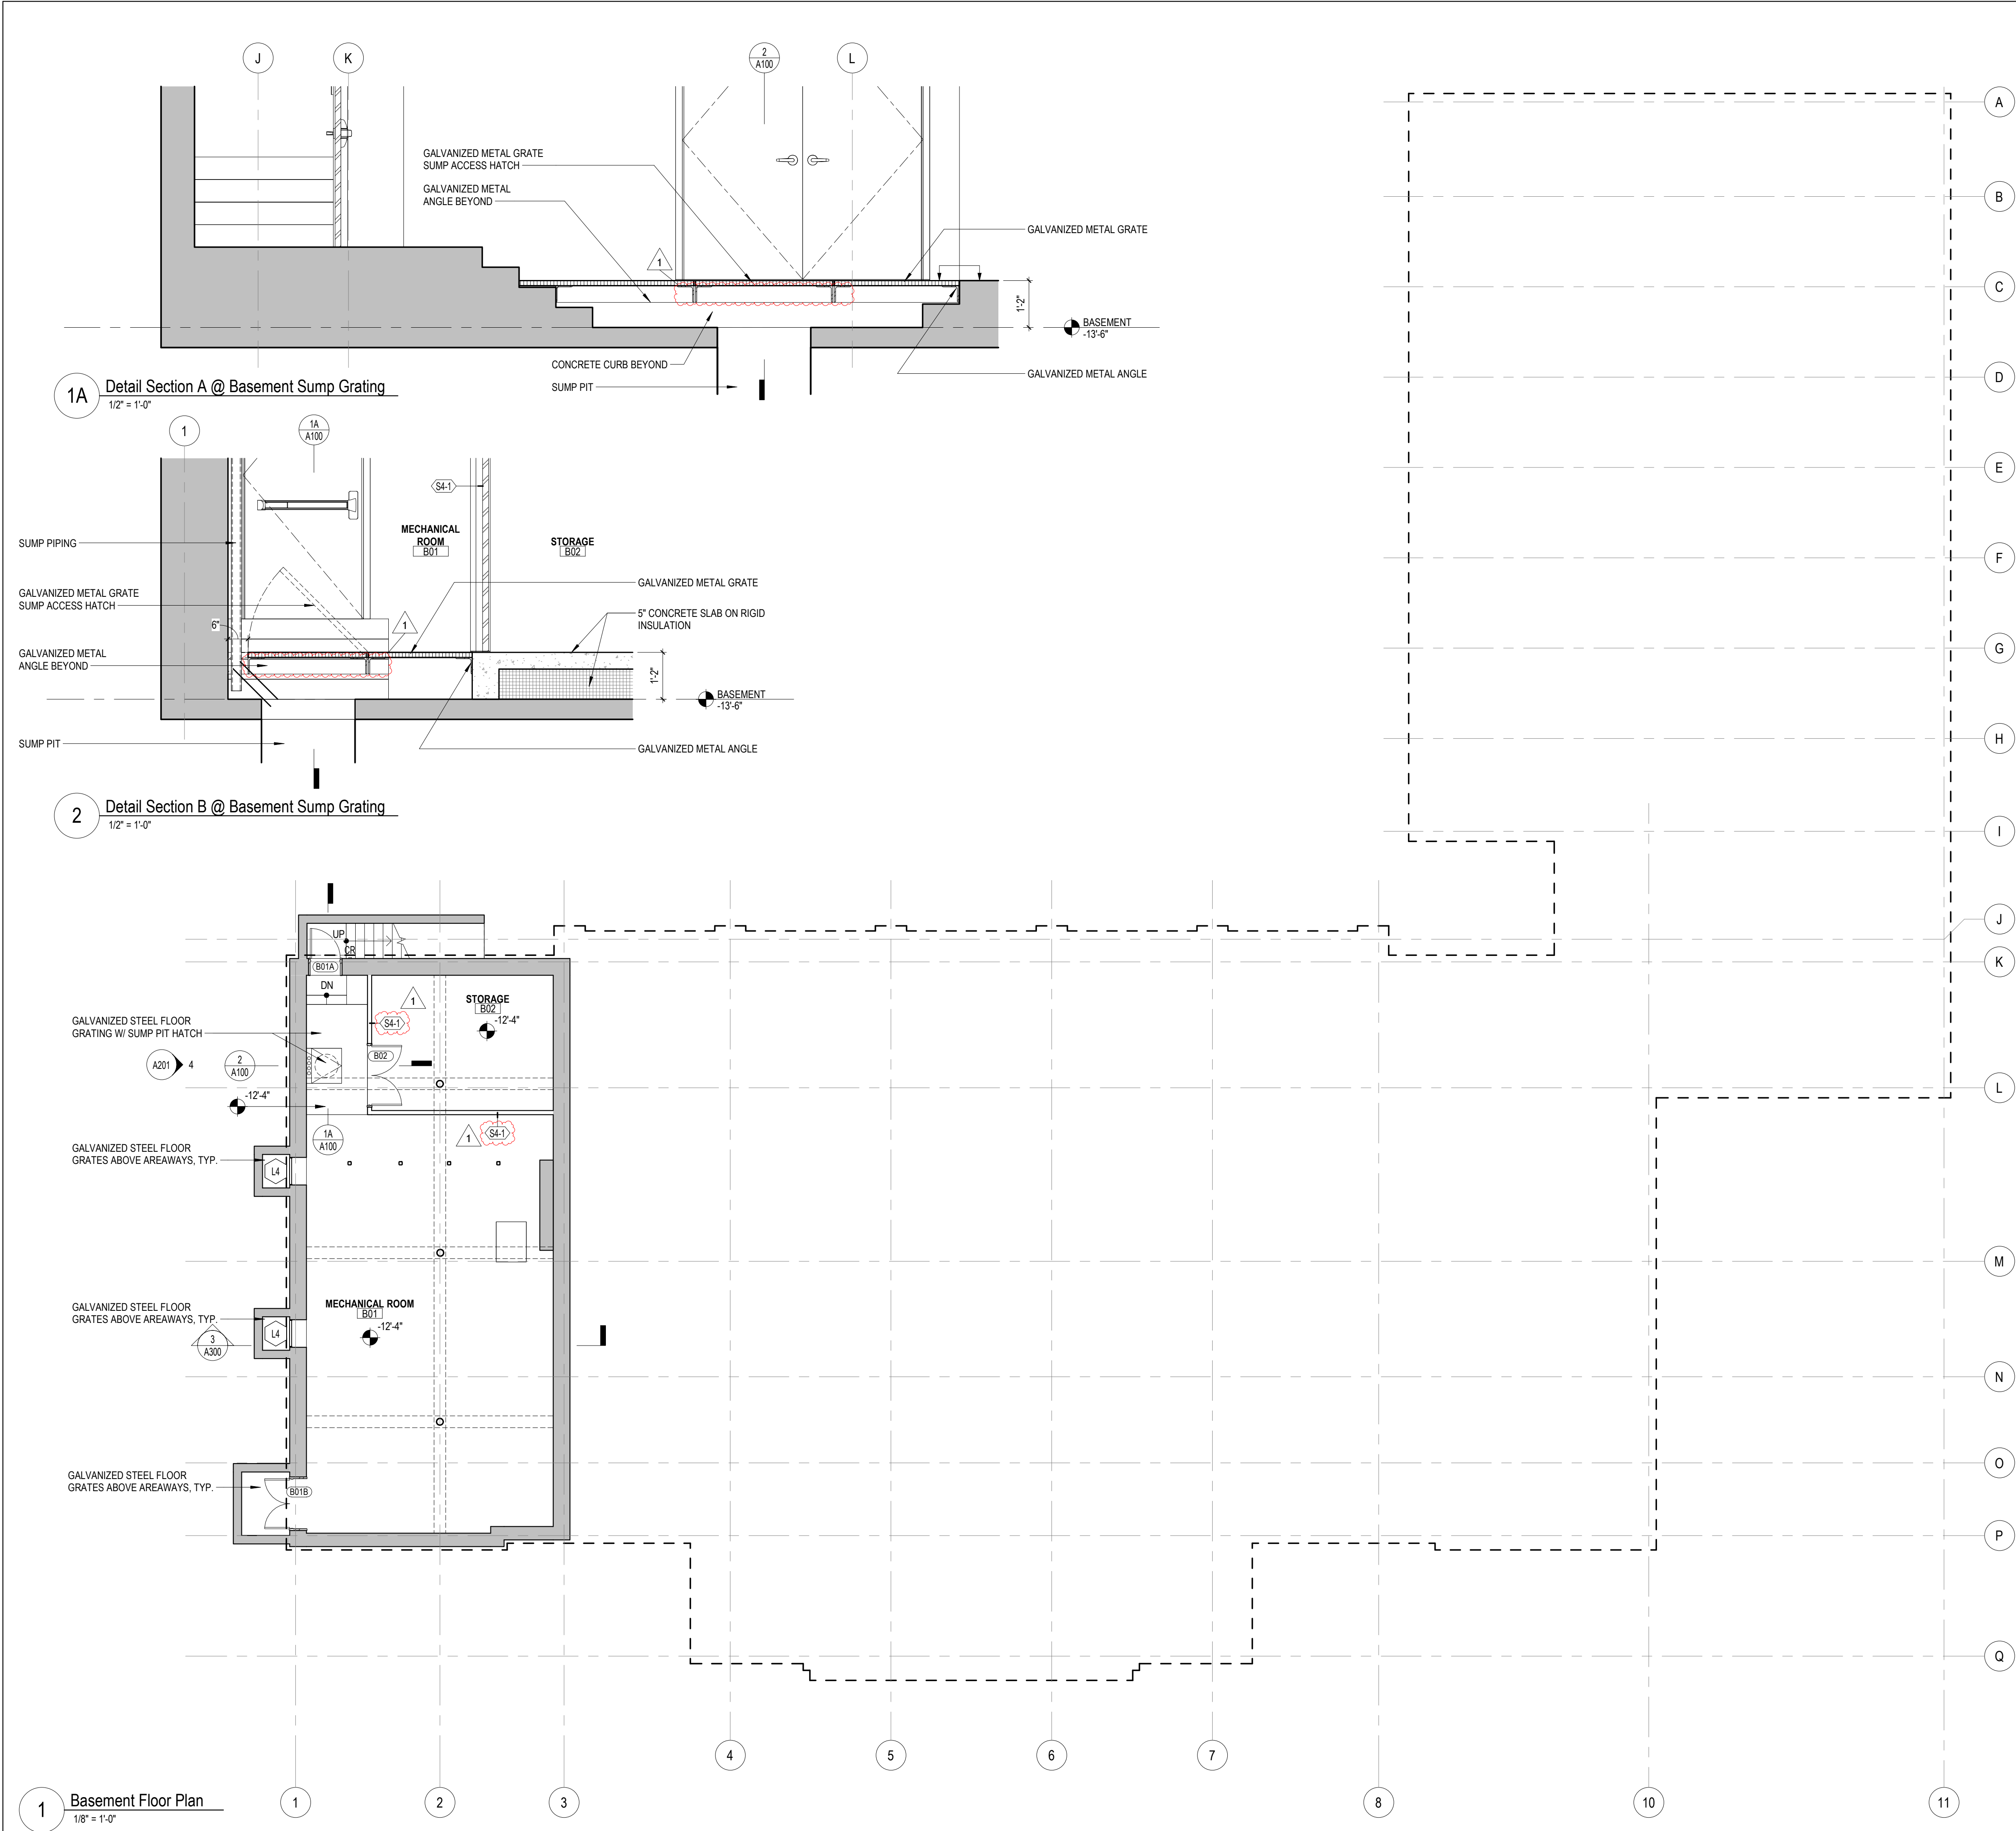 J
K
2
A100
L
GALVANIZED METAL GRATE
SUMP ACCESS HATCH
GALVANIZED METAL
ANGLE BEYOND
1
GALVANIZED METAL GRATE
1'-2"
BASEMENT
-13'-6"
CONCRETE CURB BEYOND
SUMP PIT
GALVANIZED METAL ANGLE
1A
Detail Section A @ Basement Sump Grating
1/2" = 1'-0"
1
1A
A100
S4-1
MECHANICAL
ROOM
B01
STORAGE
B02
SUMP PIPING
GALVANIZED METAL GRATE
SUMP ACCESS HATCH
6"
1
GALVANIZED METAL
ANGLE BEYOND
GALVANIZED METAL GRATE
5" CONCRETE SLAB ON RIGID
INSULATION
1'-2"
BASEMENT
-13'-6"
SUMP PIT
GALVANIZED METAL ANGLE
2
Detail Section B @ Basement Sump Grating
1/2" = 1'-0"
A
B
C
D
E
F
G
H
I
J
K
L
M
N
O
P
Q
UP
CR
B01A
DN
STORAGE
B02
-12'-4"
1
S4-1
GALVANIZED STEEL FLOOR
GRATING W/ SUMP PIT HATCH
A201
4
2
A100
B02
-12'-4"
1A
A100
1
S4-1
GALVANIZED STEEL FLOOR
GRATES ABOVE AREAWAYS, TYP.
L4
MECHANICAL ROOM
B01
-12'-4"
GALVANIZED STEEL FLOOR
GRATES ABOVE AREAWAYS, TYP.
L4
3
A300
GALVANIZED STEEL FLOOR
GRATES ABOVE AREAWAYS, TYP.
B01B
1
2
3
4
5
6
7
8
10
11
1
Basement Floor Plan
1/8" = 1'-0"